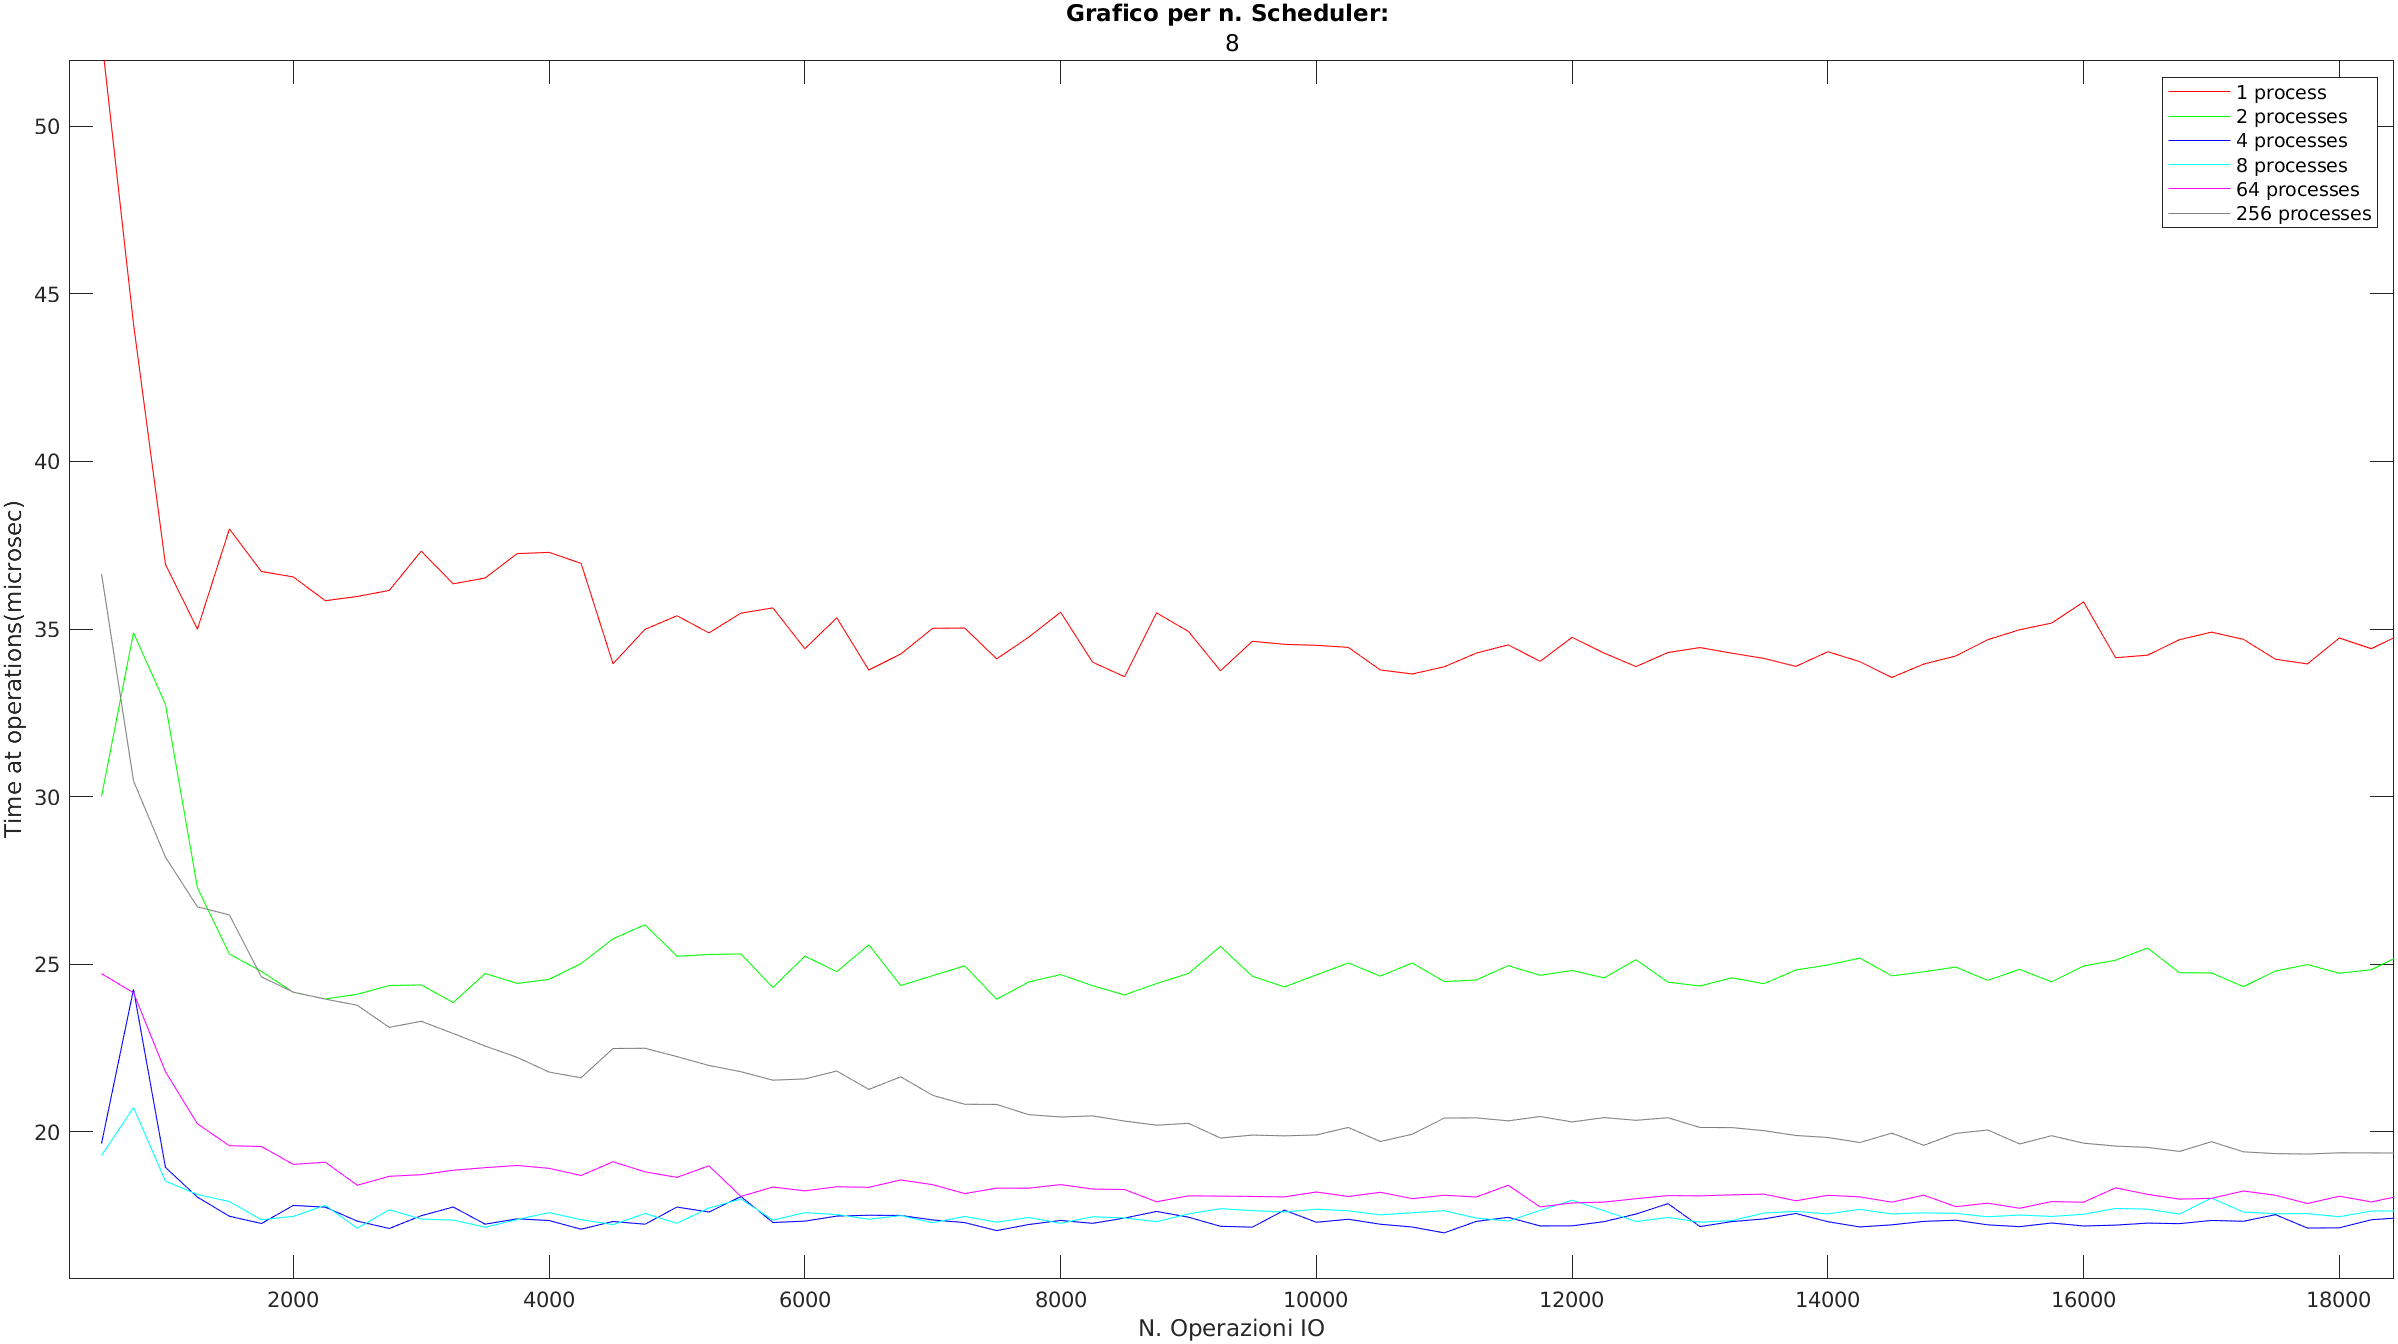 Grafico per n. Scheduler:
8
50
45
40
35
30
25
20
Time at operations(microsec)
1 process
2 processes
4 processes
8 processes
64 processes
256 processes
2000
4000
6000
8000
10000
12000
14000
16000
18000
N. Operazioni IO